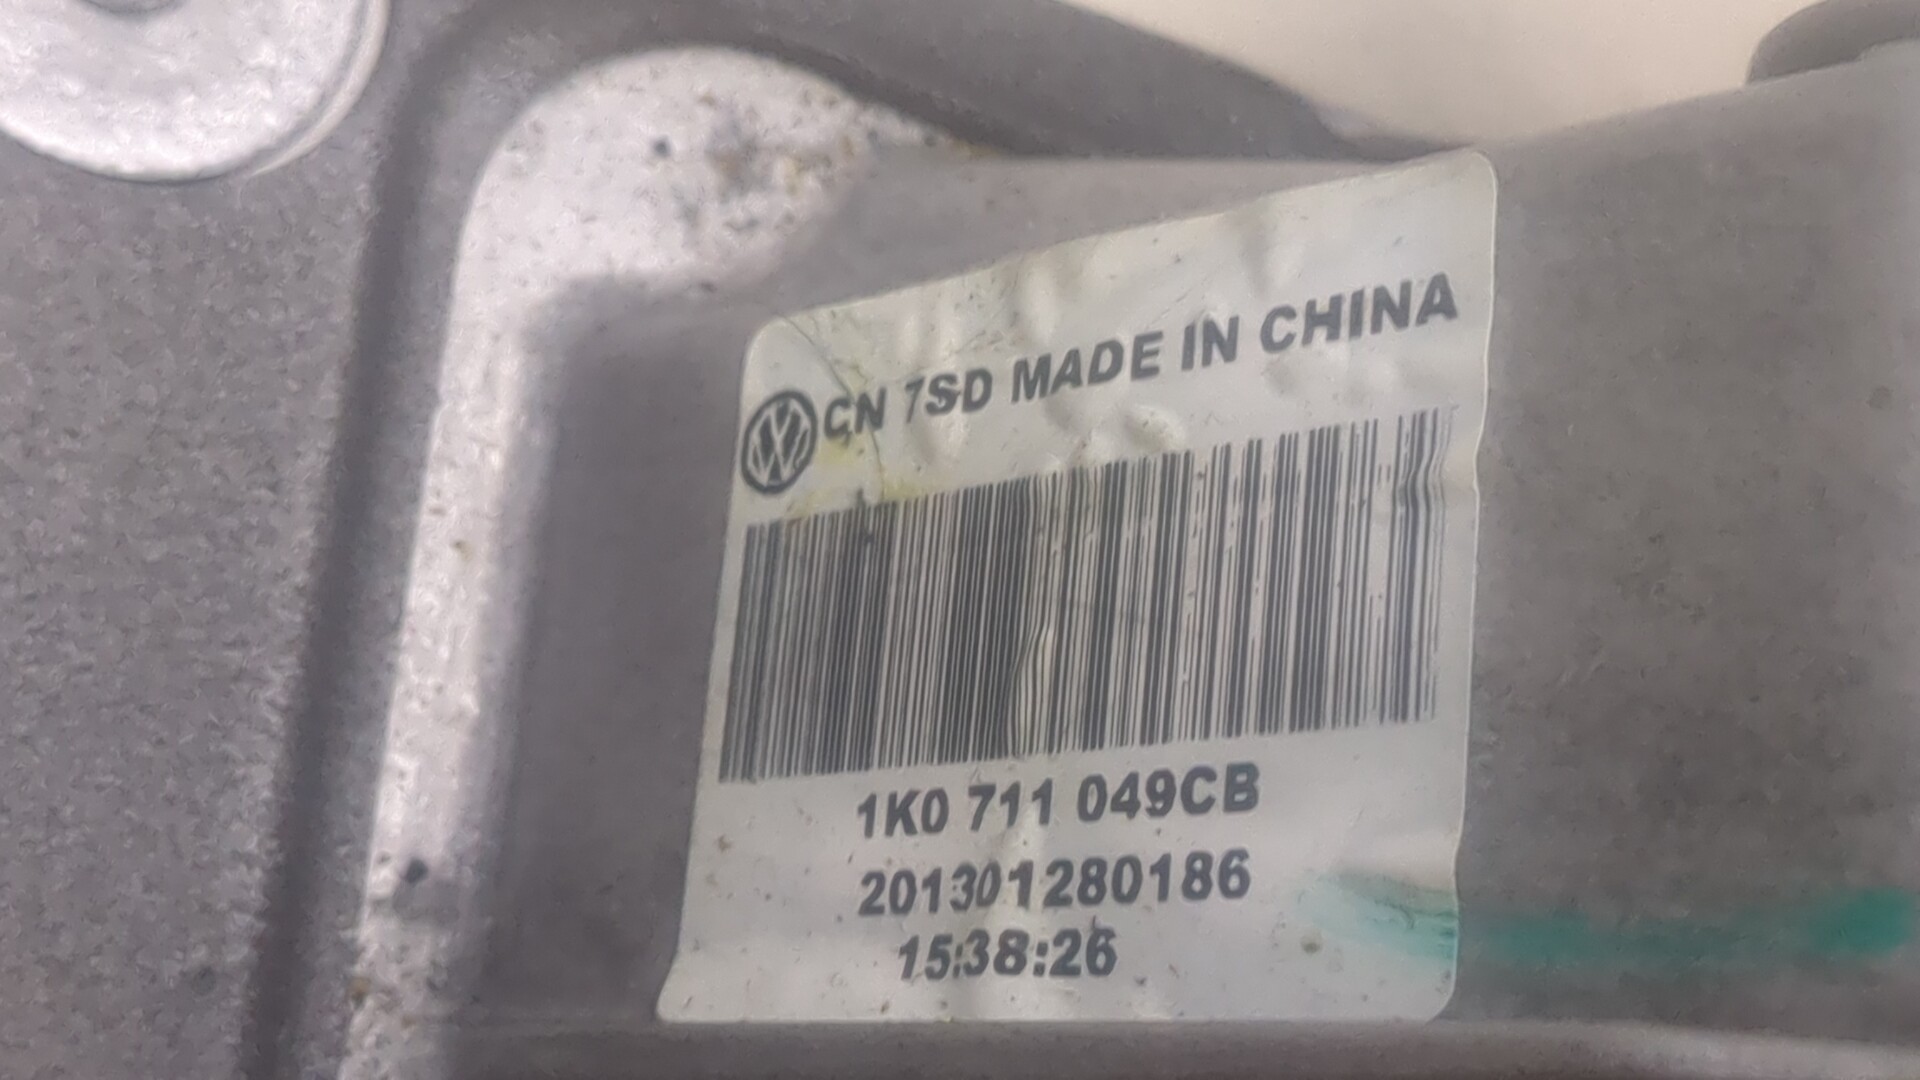 CN 7SD MADE IN CHINA
1K0 711 049CB
201301280186
15:38:26